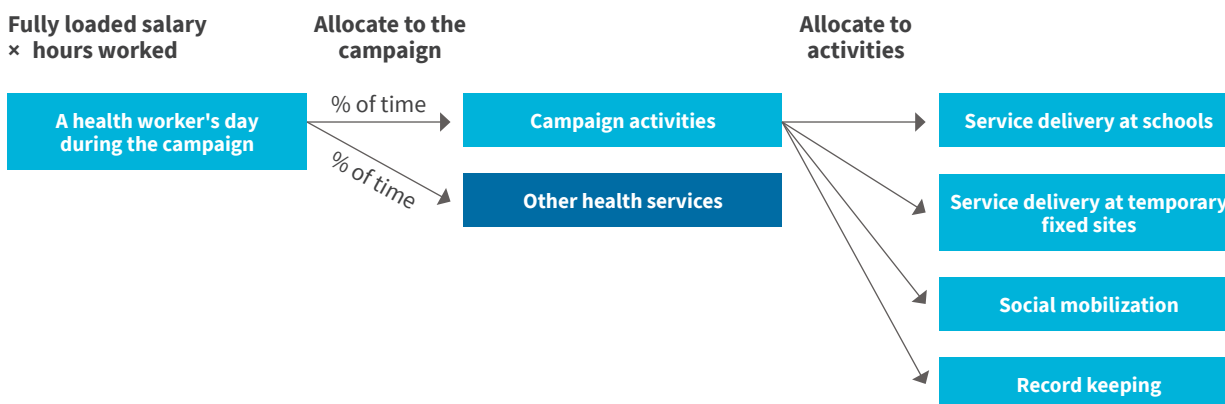 Fully loaded salary
× hours worked
Allocate to the
campaign
Allocate to
activities
A health worker's day
during the campaign
% of time
% of time
Campaign activities
Other health services
Service delivery at schools
Service delivery at temporary
fixed sites
Social mobilization
Record keeping